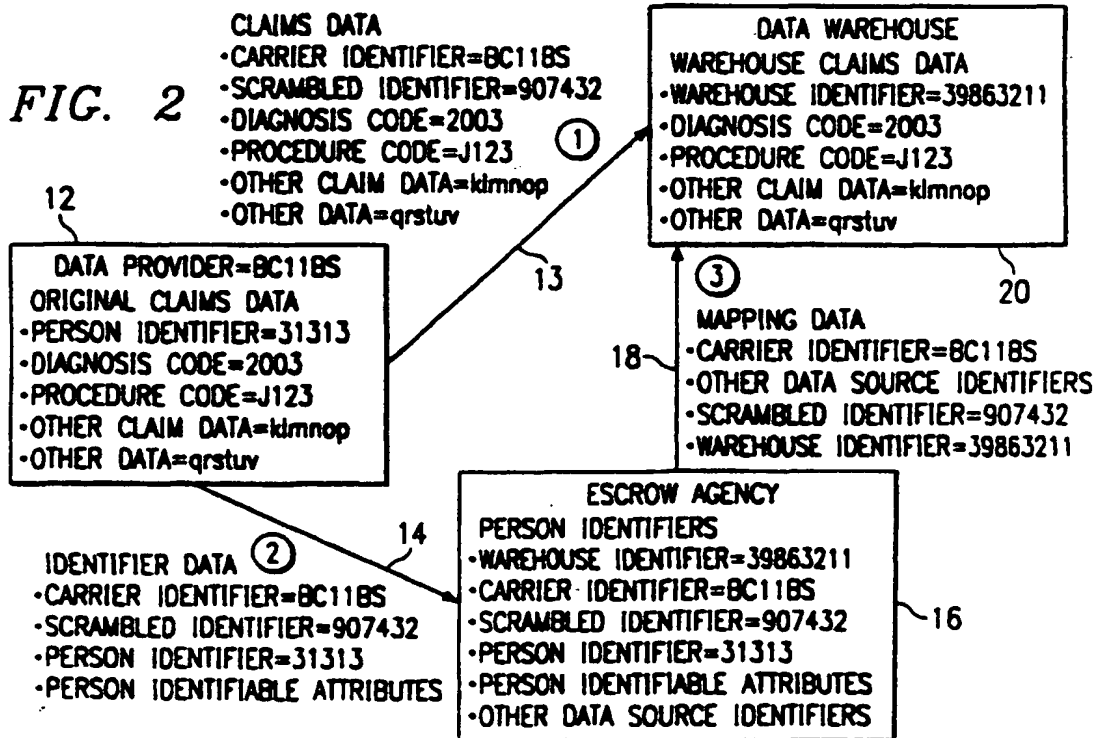 FIG. 2
CLAIMS DATA
•CARRIER IDENTIFIER=BC11BS
•SCRAMBLED IDENTIFIER=907432
•DIAGNOSIS CODE=2003
•PROCEDURE CODE=J123
•OTHER CLAIM DATA=klmnop
•OTHER DATA=qrstuv
1
13
DATA WAREHOUSE
WAREHOUSE CLAIMS DATA
•WAREHOUSE IDENTIFIER=39863211
•DIAGNOSIS CODE=2003
•PROCEDURE CODE=J123
•OTHER CLAIM DATA=klmnop
•OTHER DATA=qrstuv
20
12
DATA PROVIDER=BC11BS
ORIGINAL CLAIMS DATA
•PERSON IDENTIFIER=31313
•DIAGNOSIS CODE=2003
•PROCEDURE CODE=J123
•OTHER CLAIM DATA=klmnop
•OTHER DATA=qrstuv
3
18
MAPPING DATA
•CARRIER IDENTIFIER=BC11BS
•OTHER DATA SOURCE IDENTIFIERS
•SCRAMBLED IDENTIFIER=907432
•WAREHOUSE IDENTIFIER=39863211
2
14
IDENTIFIER DATA
•CARRIER IDENTIFIER=BC11BS
•SCRAMBLED IDENTIFIER=907432
•PERSON IDENTIFIER=31313
•PERSON IDENTIFIABLE ATTRIBUTES
ESCROW AGENCY
PERSON IDENTIFIERS
•WAREHOUSE IDENTIFIER=39863211
•CARRIER IDENTIFIER=BC11BS
•SCRAMBLED IDENTIFIER=907432
•PERSON IDENTIFIER=31313
•PERSON IDENTIFIABLE ATTRIBUTES
•OTHER DATA SOURCE IDENTIFIERS
16